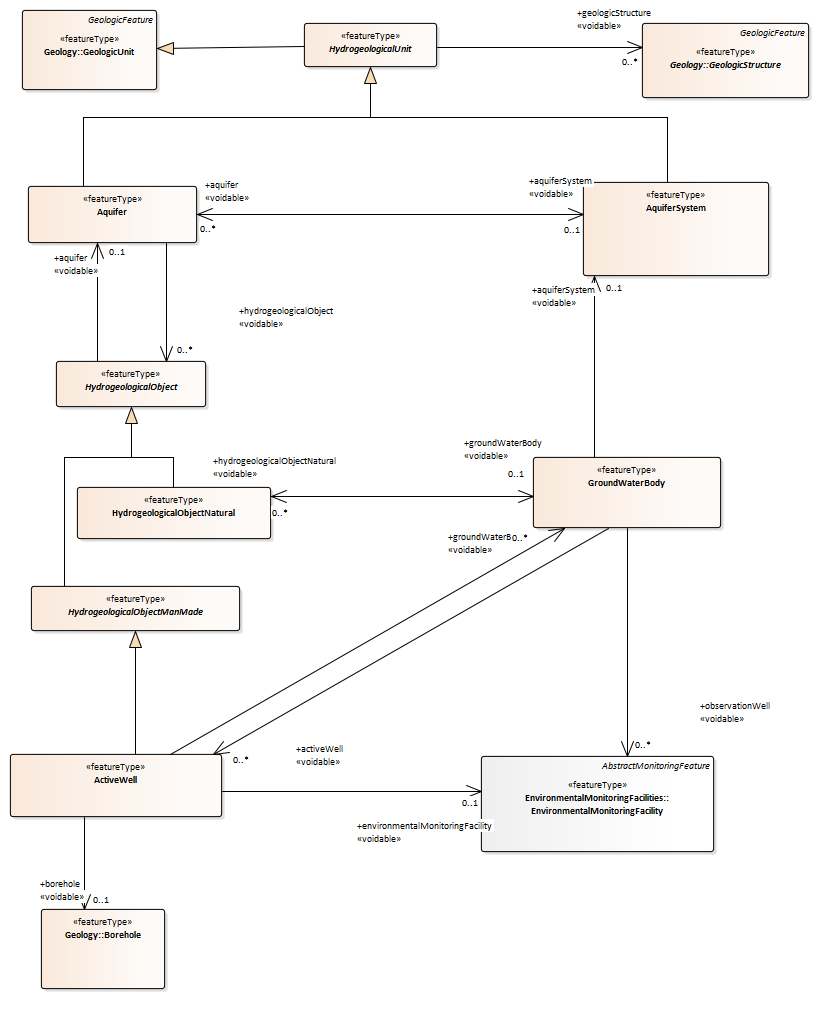 GeologicFeature
«featureType»
Geology::GeologicUnit
«featureType»
HydrogeologicalUnit
+geologicStructure
«voidable»
0..*
GeologicFeature
«featureType»
Geology::GeologicStructure
«featureType»
Aquifer
+aquifer
«voidable»
0..*
+aquiferSystem
«voidable»
0..1
«featureType»
AquiferSystem
+aquifer
«voidable»
0..1
+hydrogeologicalObject
«voidable»
0..*
+aquiferSystem
«voidable»
0..1
«featureType»
HydrogeologicalObject
+hydrogeologicalObjectNatural
«voidable»
0..*
+groundWaterBody
«voidable»
0..1
«featureType»
GroundWaterBody
«featureType»
HydrogeologicalObjectNatural
+groundWaterB
0..*
«voidable»
«featureType»
HydrogeologicalObjectManMade
+observationWell
«voidable»
0..*
«featureType»
ActiveWell
0..*
+activeWell
«voidable»
0..1
+environmentalMonitoringFacility
«voidable»
AbstractMonitoringFeature
«featureType»
EnvironmentalMonitoringFacilities::
EnvironmentalMonitoringFacility
+borehole
«voidable»
0..1
«featureType»
Geology::Borehole